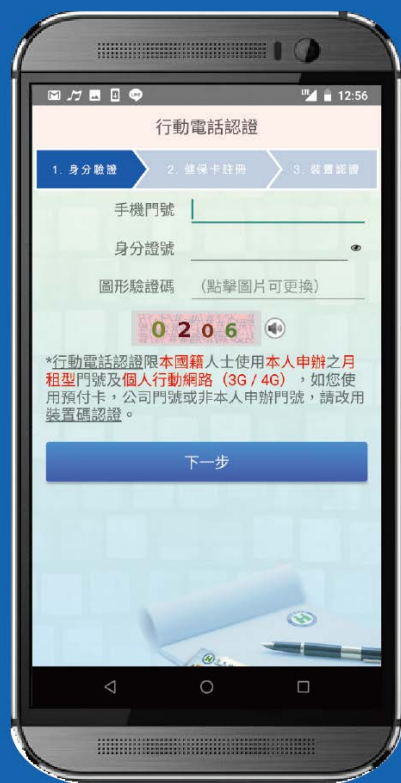 12:56
行動電話認證
1. 身分驗證 2. 健保卡註冊 3. 裝置認證
手機門號
身分證號
圖形驗證碼 (點擊圖片可更換)
0206
*行動電話認證限本國籍人士使用本人申辦之月
租型門號及個人行動網路（3G / 4G），如您使
用預付卡，公司門號或非本人申辦門號，請改用
裝置碼認證。
下一步